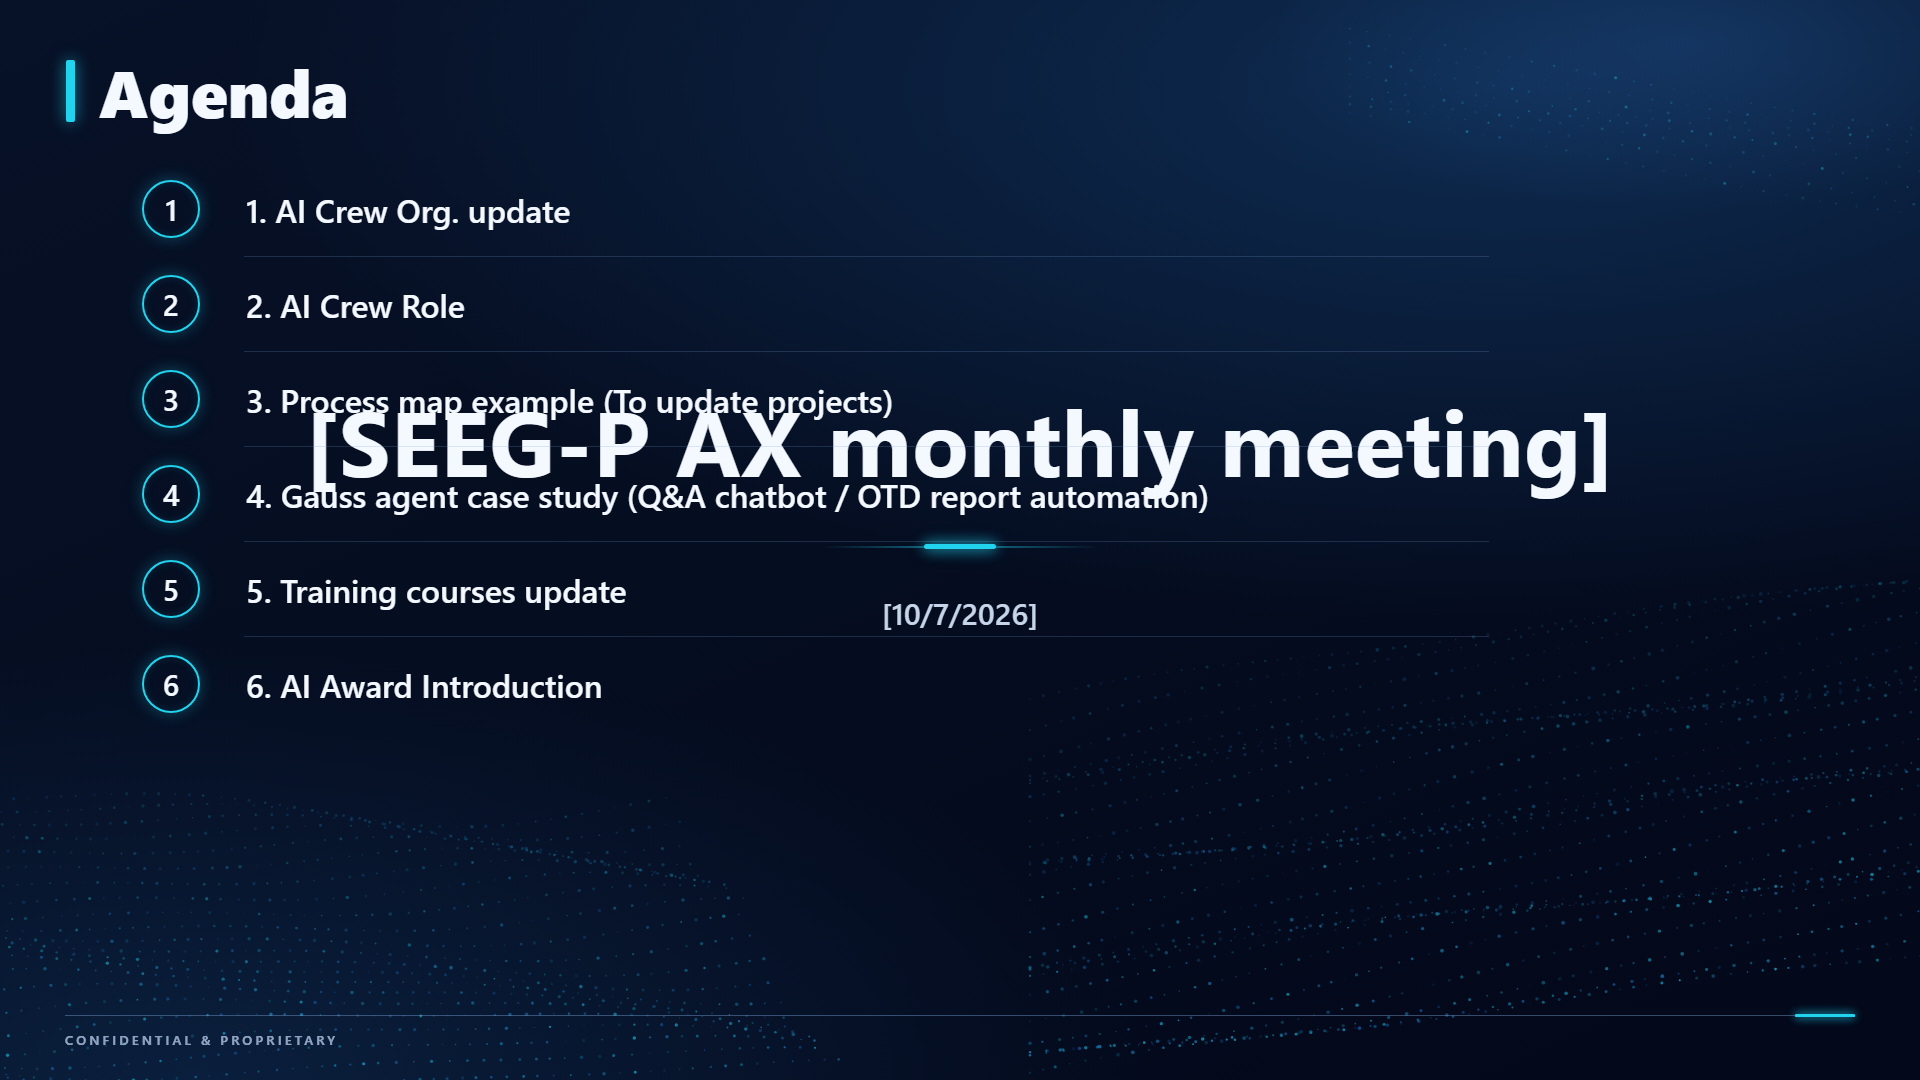 Agenda
1 1. AI Crew Org. update
2 2. AI Crew Role
3 3. Process map example (To update projects)
[SEEG-P AX monthly meeting]
4 4. Gauss agent case study (Q&A chatbot / OTD report automation)
5 5. Training courses update
[10/7/2026]
6 6. AI Award Introduction
CONFIDENTIAL & PROPRIETARY